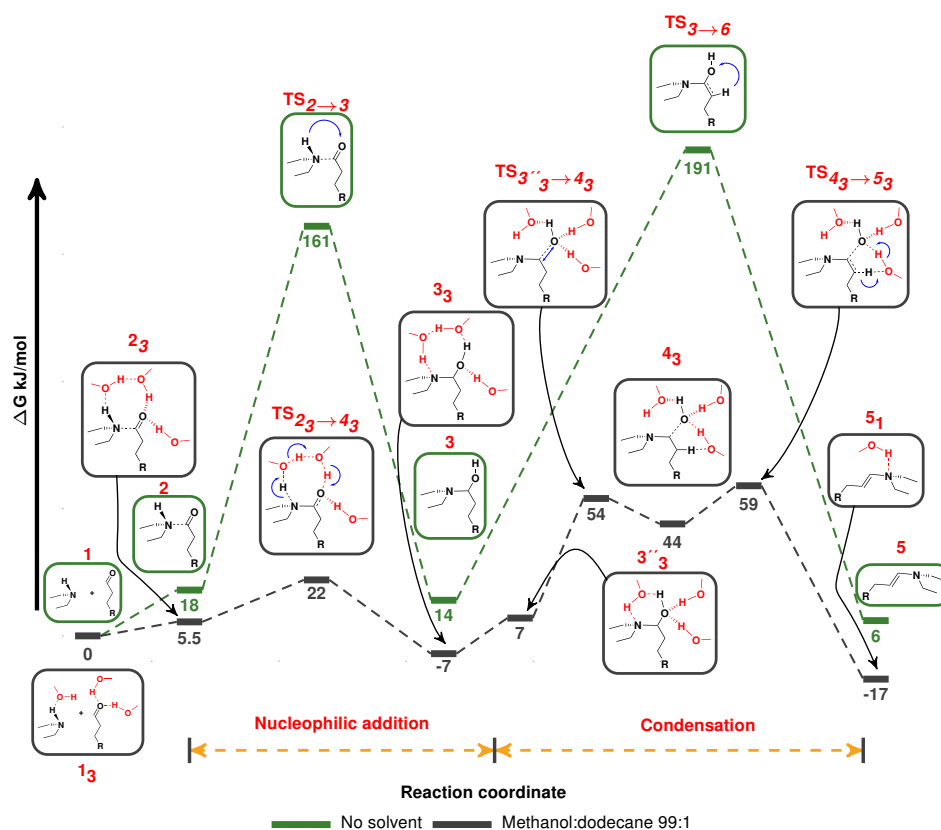 TS3→6
H
O
N
H
R
191
TS2→3
H
O
N
R
161
TS3″3→43
H
O
H
O
H
O
H
O
N
R
TS43→53
H
O
H
O
H
O
H
O
N
H
R
△G kJ/mol
33
O
H
O
H
H
O
N
H
O
R
23
O
H
O
H
H
N
O
H
O
R
43
H
O
H
O
H
O
H
O
N
H
R
51
O
H
N
R
TS23→43
O
H
O
H
H
O
N
H
O
R
3
H
O
N
R
2
H
O
N
R
1
H
N
+
O
R
54
44
59
3″3
O
H
H
O
H
O
N
H
O
R
5
N
R
18
22
14
0
5.5
-7
7
6
-17
O
H
H
N
+
O
H
O
H
O
R
13
Nucleophilic addition
Condensation
Reaction coordinate
No solvent
Methanol:dodecane 99:1